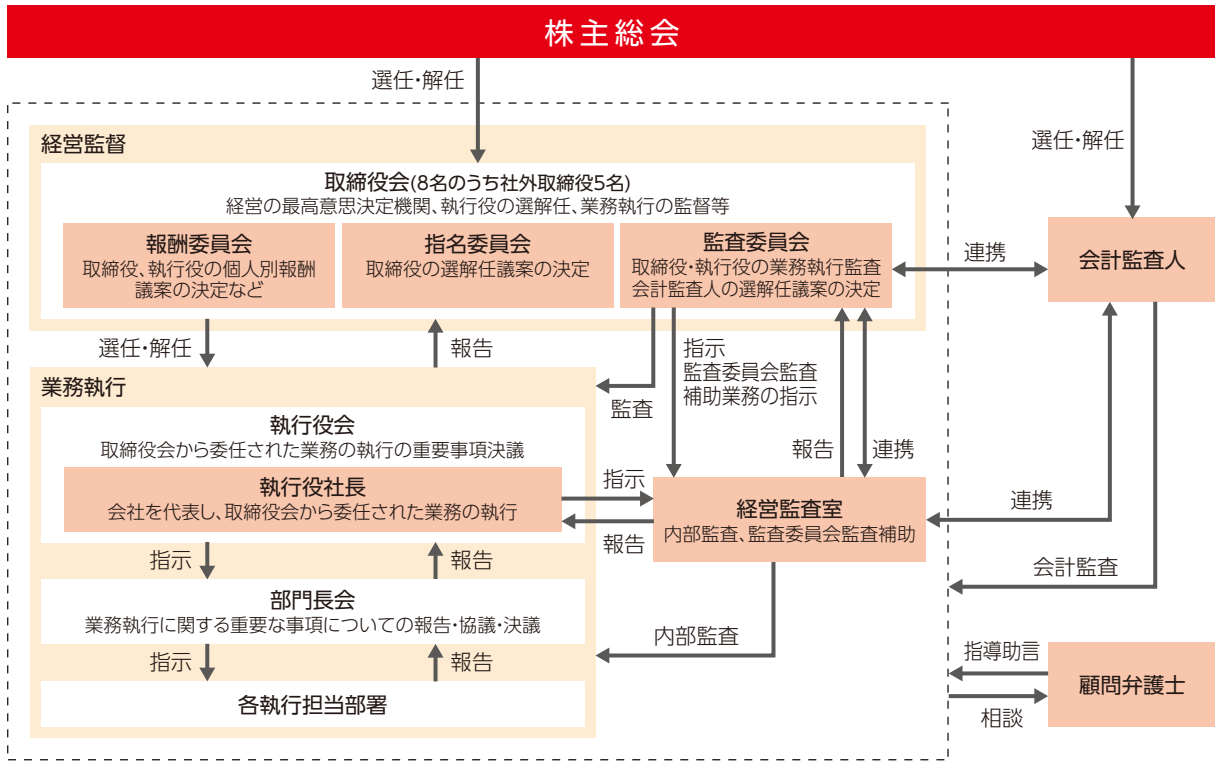 株主総会
選任・解任
選任・解任
経営監督
取締役会(8名のうち社外取締役5名)
経営の最高意思決定機関、執行役の選解任、業務執行の監督等
報酬委員会
取締役、執行役の個人別報酬
議案の決定など
指名委員会
取締役の選解任議案の決定
監査委員会
取締役・執行役の業務執行監査
会計監査人の選解任議案の決定
連携
会計監査人
選任・解任
報告
監査
指示
監査委員会監査
補助業務の指示
報告
連携
業務執行
執行役会
取締役会から委任された業務の執行の重要事項決議
執行役社長
会社を代表し、取締役会から委任された業務の執行
指示
報告
経営監査室
内部監査、監査委員会監査補助
連携
会計監査
指示
報告
部門長会
業務執行に関する重要な事項についての報告・協議・決議
内部監査
指示
報告
各執行担当部署
指導助言
相談
顧問弁護士